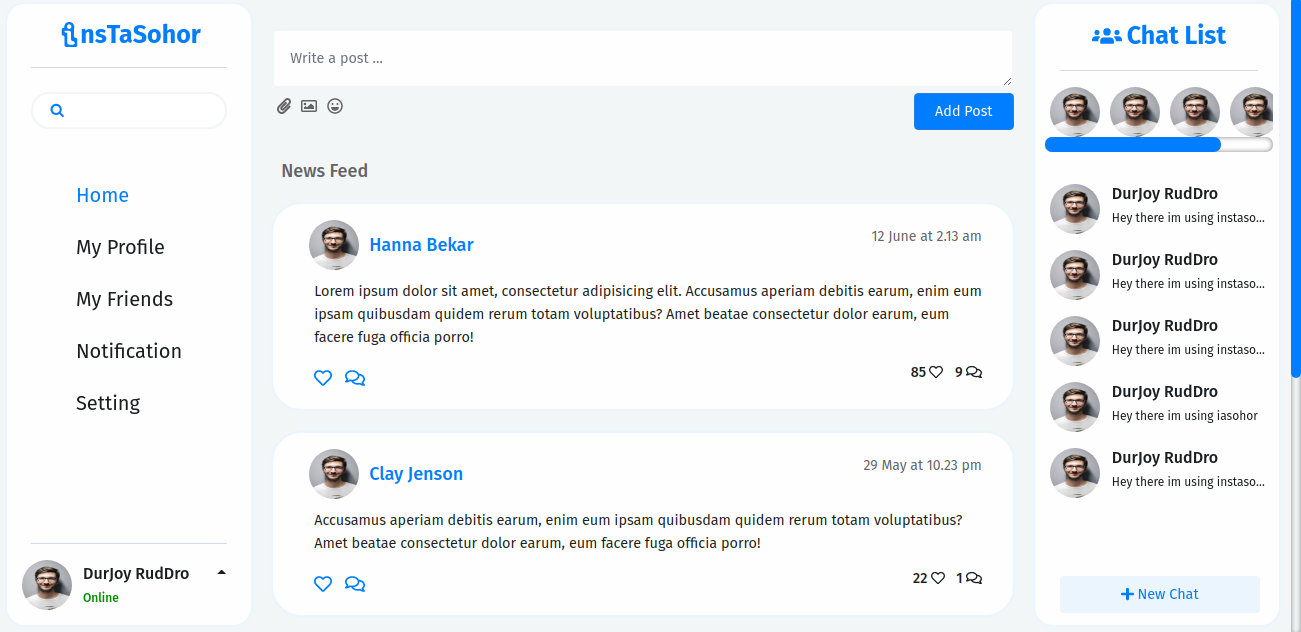 insTaSohor
Home
My Profile
My Friends
Notification
Setting
DurJoy RudDro
Online
Write a post ...
Add Post
News Feed
Hanna Bekar
12 June at 2.13 am
Lorem ipsum dolor sit amet, consectetur adipisicing elit. Accusamus aperiam debitis earum, enim eum
ipsam quibusdam quidem rerum totam voluptatibus? Amet beatae consectetur dolor earum, eum
facere fuga officia porro!
85 9
Clay Jenson
29 May at 10.23 pm
Accusamus aperiam debitis earum, enim eum ipsam quibusdam quidem rerum totam voluptatibus?
Amet beatae consectetur dolor earum, eum facere fuga officia porro!
22 1
Chat List
DurJoy RudDro
Hey there im using instaso...
DurJoy RudDro
Hey there im using instaso...
DurJoy RudDro
Hey there im using instaso...
DurJoy RudDro
Hey there im using iasohor
DurJoy RudDro
Hey there im using instaso...
New Chat